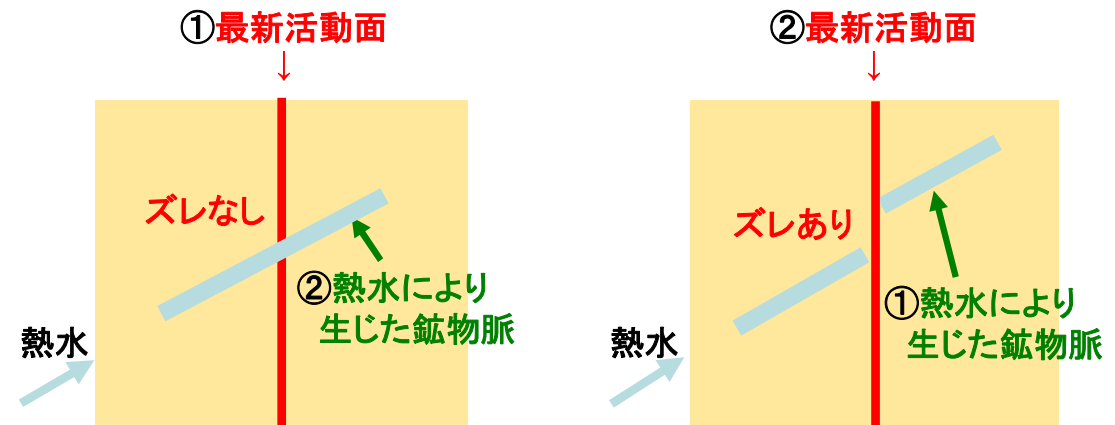 ①最新活動面
ズレなし
②熱水により
生じた鉱物脈
熱水
②最新活動面
ズレあり
①熱水により
生じた鉱物脈
熱水